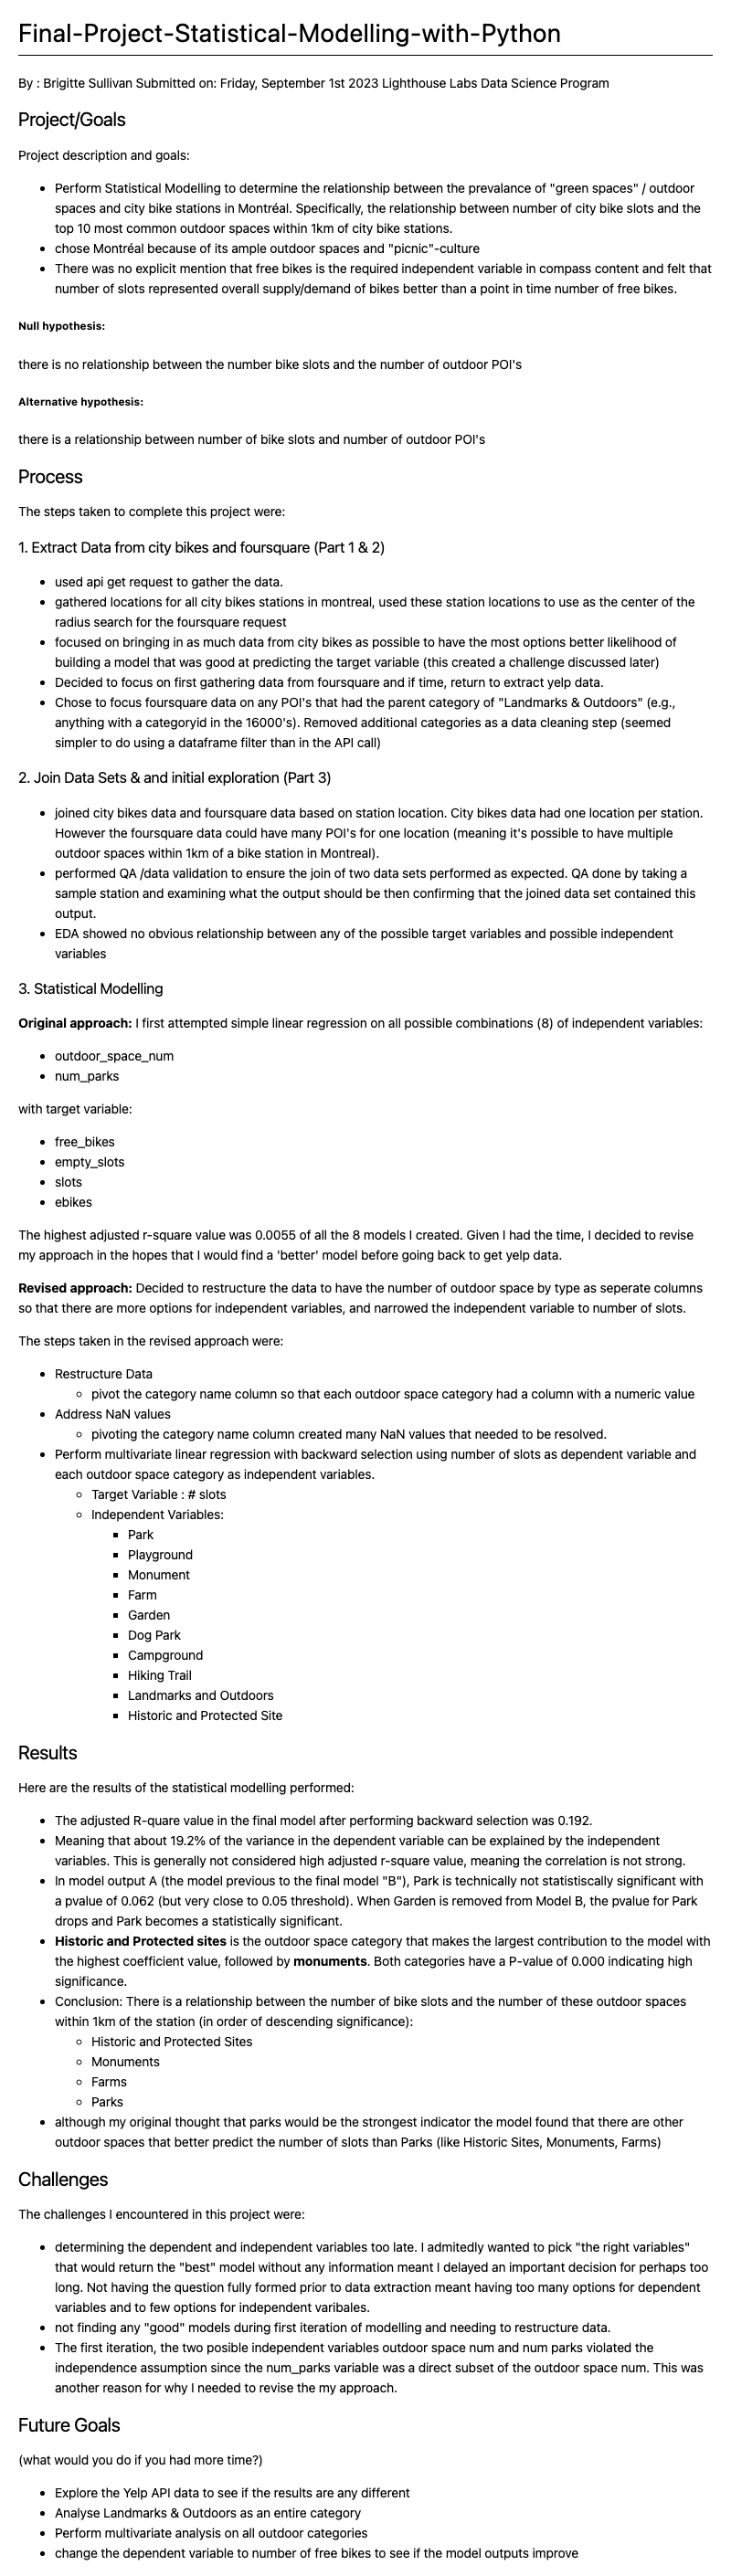 Final-Project-Statistical-Modelling-with-Python
By : Brigitte Sullivan Submitted on: Friday, September 1st 2023 Lighthouse Labs Data Science Program
Project/Goals
Project description and goals:
• Perform Statistical Modelling to determine the relationship between the prevalance of "green spaces" / outdoor
spaces and city bike stations in Montréal. Specifically, the relationship between number of city bike slots and the
top 10 most common outdoor spaces within 1km of city bike stations.
• chose Montréal because of its ample outdoor spaces and "picnic"-culture
• There was no explicit mention that free bikes is the required independent variable in compass content and felt that
number of slots represented overall supply/demand of bikes better than a point in time number of free bikes.
Null hypothesis:
there is no relationship between the number bike slots and the number of outdoor POI's
Alternative hypothesis:
there is a relationship between number of bike slots and number of outdoor POI's
Process
The steps taken to complete this project were:
1. Extract Data from city bikes and foursquare (Part 1 & 2)
• used api get request to gather the data.
• gathered locations for all city bikes stations in montreal, used these station locations to use as the center of the
radius search for the foursquare request
• focused on bringing in as much data from city bikes as possible to have the most options better likelihood of
building a model that was good at predicting the target variable (this created a challenge discussed later)
• Decided to focus on first gathering data from foursquare and if time, return to extract yelp data.
• Chose to focus foursquare data on any POI's that had the parent category of "Landmarks & Outdoors" (e.g.,
anything with a categoryid in the 16000's). Removed additional categories as a data cleaning step (seemed
simpler to do using a dataframe filter than in the API call)
2. Join Data Sets & and initial exploration (Part 3)
• joined city bikes data and foursquare data based on station location. City bikes data had one location per station.
However the foursquare data could have many POI's for one location (meaning it's possible to have multiple
outdoor spaces within 1km of a bike station in Montreal).
• performed QA /data validation to ensure the join of two data sets performed as expected. QA done by taking a
sample station and examining what the output should be then confirming that the joined data set contained this
output.
• EDA showed no obvious relationship between any of the possible target variables and possible independent
variables
3. Statistical Modelling
Original approach: I first attempted simple linear regression on all possible combinations (8) of independent variables:
• outdoor_space_num
• num_parks
with target variable:
• free_bikes
• empty_slots
• slots
• ebikes
The highest adjusted r-square value was 0.0055 of all the 8 models I created. Given I had the time, I decided to revise
my approach in the hopes that I would find a 'better' model before going back to get yelp data.
Revised approach: Decided to restructure the data to have the number of outdoor space by type as seperate columns
so that there are more options for independent variables, and narrowed the independent variable to number of slots.
The steps taken in the revised approach were:
• Restructure Data
◦ pivot the category name column so that each outdoor space category had a column with a numeric value
• Address NaN values
◦ pivoting the category name column created many NaN values that needed to be resolved.
• Perform multivariate linear regression with backward selection using number of slots as dependent variable and
each outdoor space category as independent variables.
◦ Target Variable : # slots
◦ Independent Variables:
▪ Park
▪ Playground
▪ Monument
▪ Farm
▪ Garden
▪ Dog Park
▪ Campground
▪ Hiking Trail
▪ Landmarks and Outdoors
▪ Historic and Protected Site
Results
Here are the results of the statistical modelling performed:
• The adjusted R-quare value in the final model after performing backward selection was 0.192.
• Meaning that about 19.2% of the variance in the dependent variable can be explained by the independent
variables. This is generally not considered high adjusted r-square value, meaning the correlation is not strong.
• In model output A (the model previous to the final model "B"), Park is technically not statistiscally significant with
a pvalue of 0.062 (but very close to 0.05 threshold). When Garden is removed from Model B, the pvalue for Park
drops and Park becomes a statistically significant.
• Historic and Protected sites is the outdoor space category that makes the largest contribution to the model with
the highest coefficient value, followed by monuments. Both categories have a P-value of 0.000 indicating high
significance.
• Conclusion: There is a relationship between the number of bike slots and the number of these outdoor spaces
within 1km of the station (in order of descending significance):
◦ Historic and Protected Sites
◦ Monuments
◦ Farms
◦ Parks
• although my original thought that parks would be the strongest indicator the model found that there are other
outdoor spaces that better predict the number of slots than Parks (like Historic Sites, Monuments, Farms)
Challenges
The challenges I encountered in this project were:
• determining the dependent and independent variables too late. I admitedly wanted to pick "the right variables"
that would return the "best" model without any information meant I delayed an important decision for perhaps too
long. Not having the question fully formed prior to data extraction meant having too many options for dependent
variables and to few options for independent varibales.
• not finding any "good" models during first iteration of modelling and needing to restructure data.
• The first iteration, the two posible independent variables outdoor space num and num parks violated the
independence assumption since the num_parks variable was a direct subset of the outdoor space num. This was
another reason for why I needed to revise the my approach.
Future Goals
(what would you do if you had more time?)
• Explore the Yelp API data to see if the results are any different
• Analyse Landmarks & Outdoors as an entire category
• Perform multivariate analysis on all outdoor categories
• change the dependent variable to number of free bikes to see if the model outputs improve